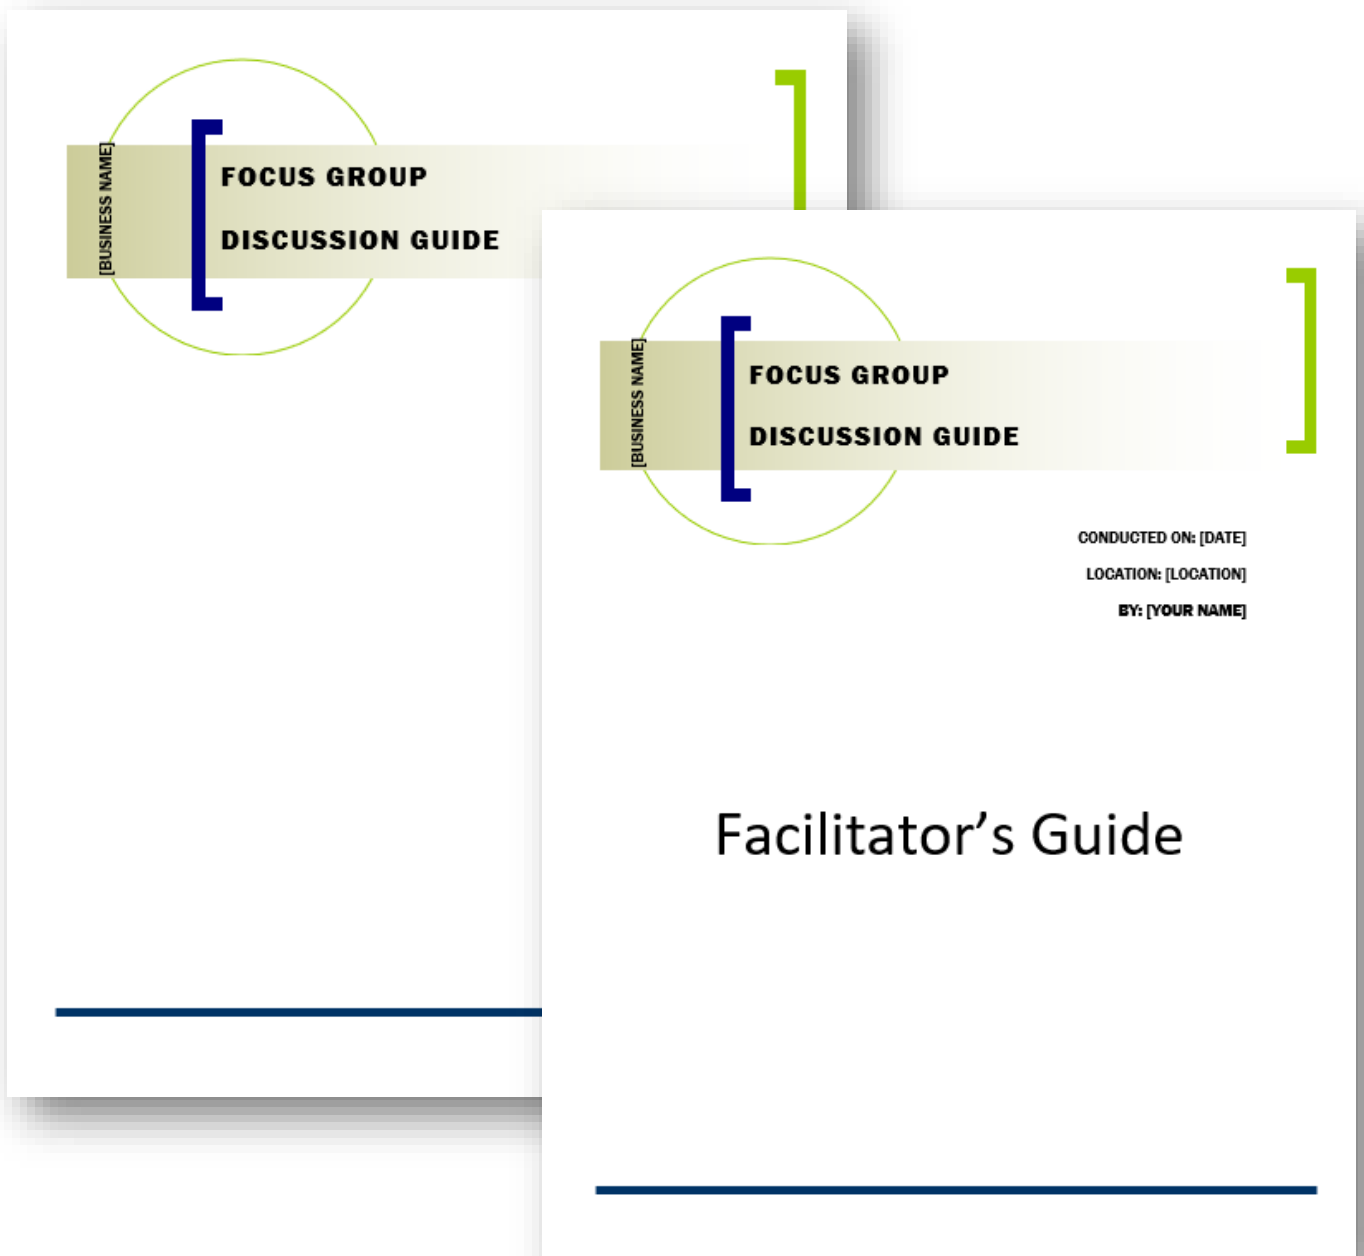 [BUSINESS NAME]
FOCUS GROUP
DISCUSSION GUIDE
[BUSINESS NAME]
FOCUS GROUP
DISCUSSION GUIDE
CONDUCTED ON: [DATE]
LOCATION: [LOCATION]
BY: [YOUR NAME]
Facilitator’s Guide